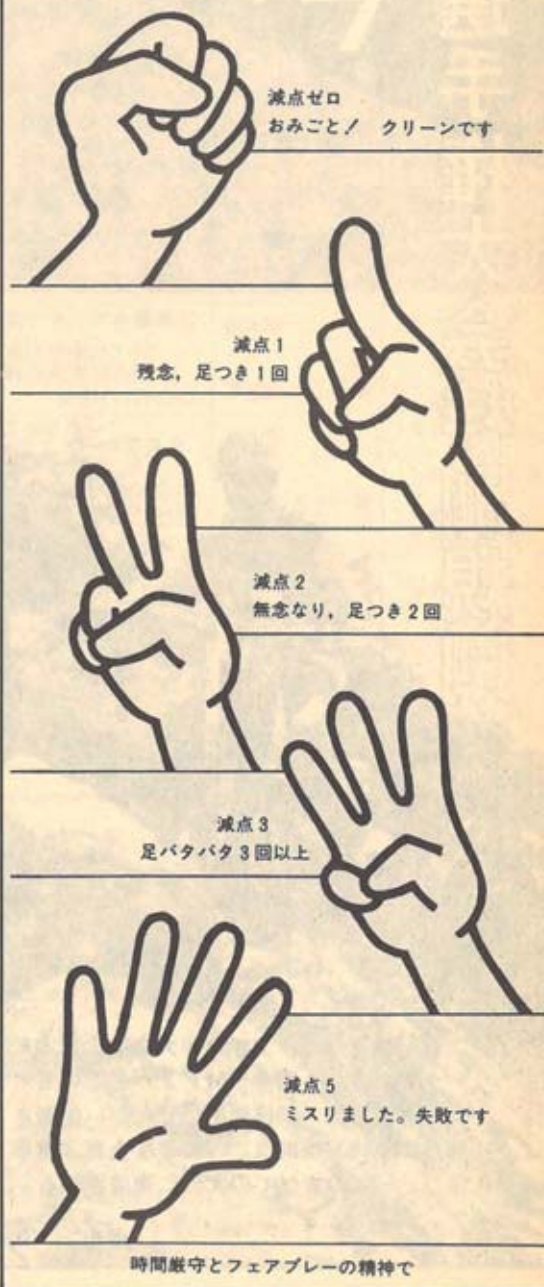 減点ゼロ
おみごと！　クリーンです
減点1
残念，足つき1回
減点2
無念なり，足つき2回
減点3
足バタバタ3回以上
減点5
ミスリました。失敗です
時間厳守とフェアプレーの精神で